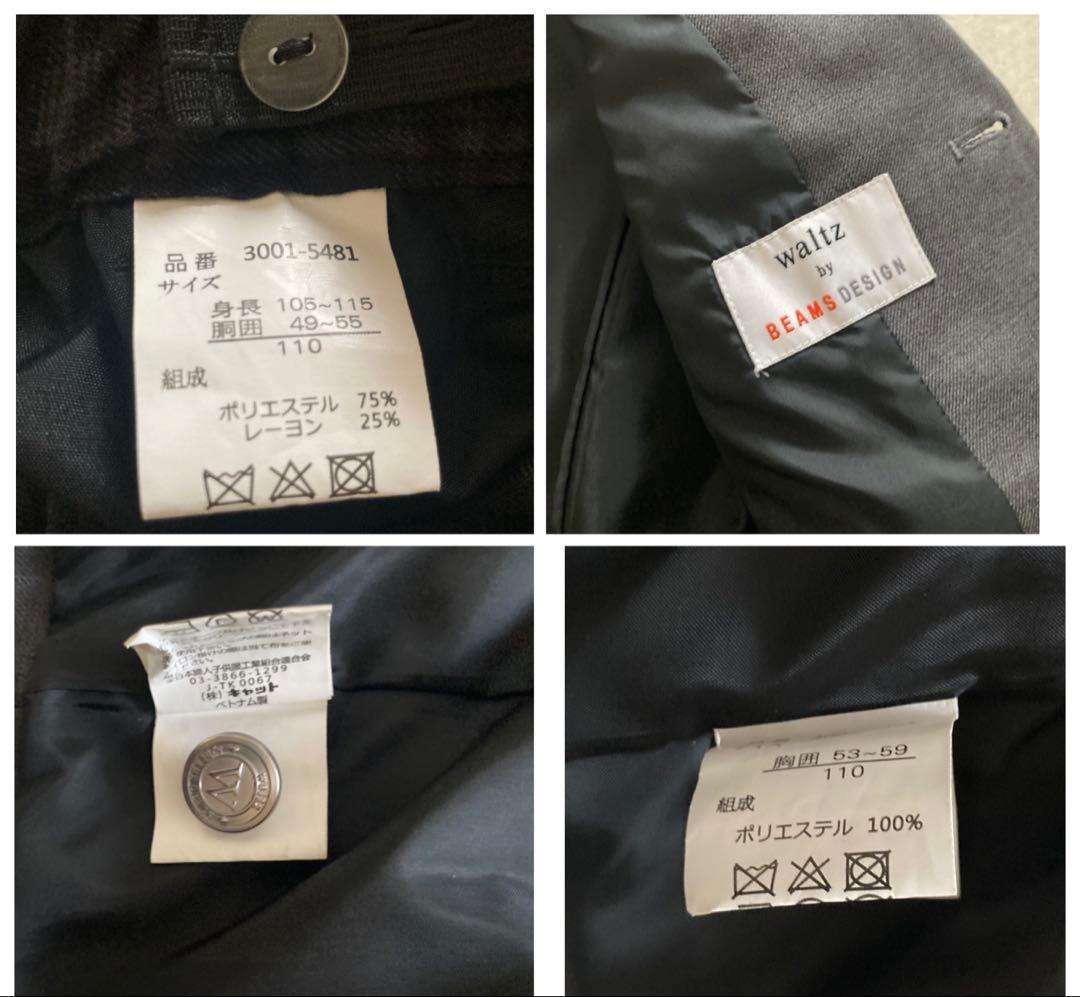 品番 3001-5481
サイズ
身長 105~115
胴囲 49~55
110
組成
ポリエステル 75%
レーヨン 25%
waltz
by
BEAMS DESIGN
03-3866-1299
J-TK0067
(株) キャット
ベトナム製
W
胸囲 53~59
110
組成
ポリエステル 100%